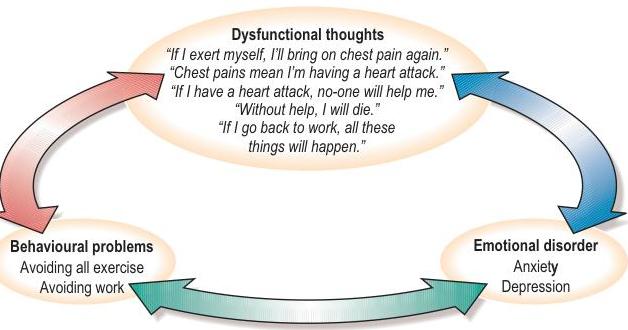 Dysfunctional thoughts
“If I exert myself, I’ll bring on chest pain again.”
“Chest pains mean I’m having a heart attack.”
“If I have a heart attack, no-one will help me.”
“Without help, I will die.”
“If I go back to work, all these
things will happen.”
Behavioural problems
Avoiding all exercise
Avoiding work
Emotional disorder
Anxiety
Depression